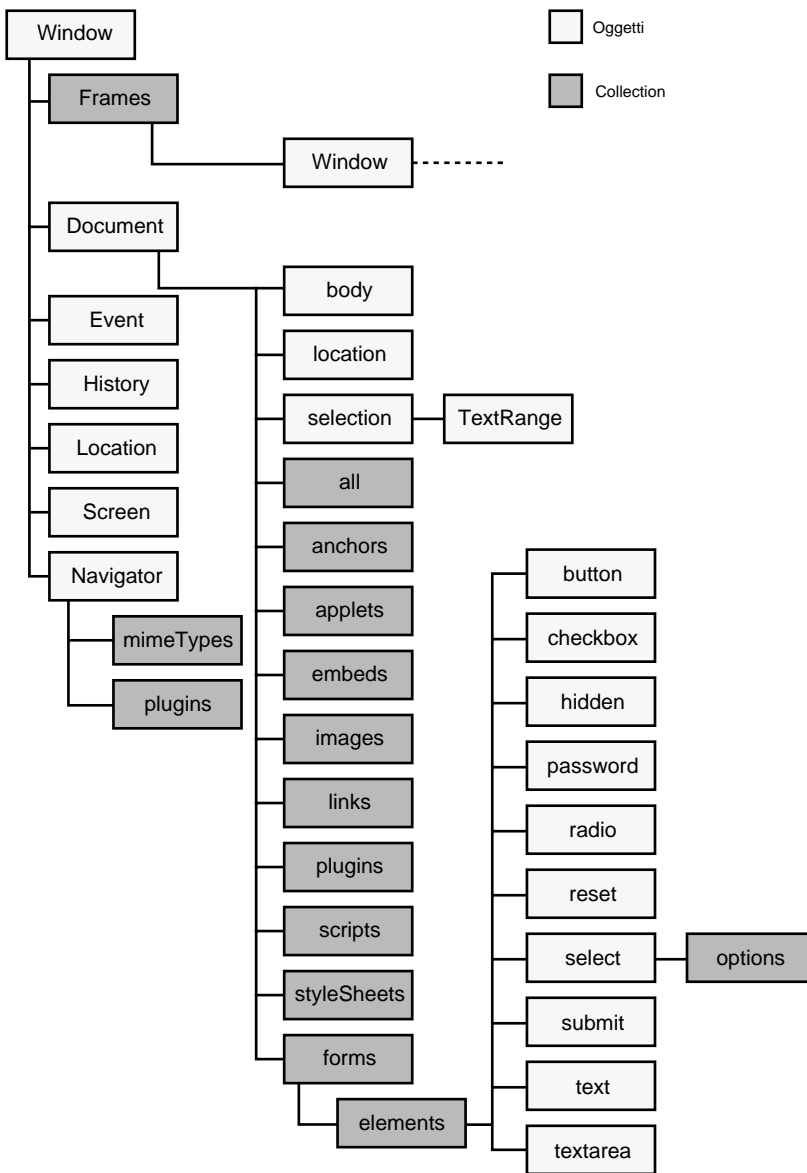 Window
Oggetti
Frames
Collection
Window
Document
body
Event
location
History
selection
TextRange
Location
all
Screen
anchors
Navigator
button
applets
mimeTypes
checkbox
embeds
plugins
hidden
images
password
links
radio
plugins
reset
scripts
select
options
styleSheets
submit
forms
text
elements
textarea